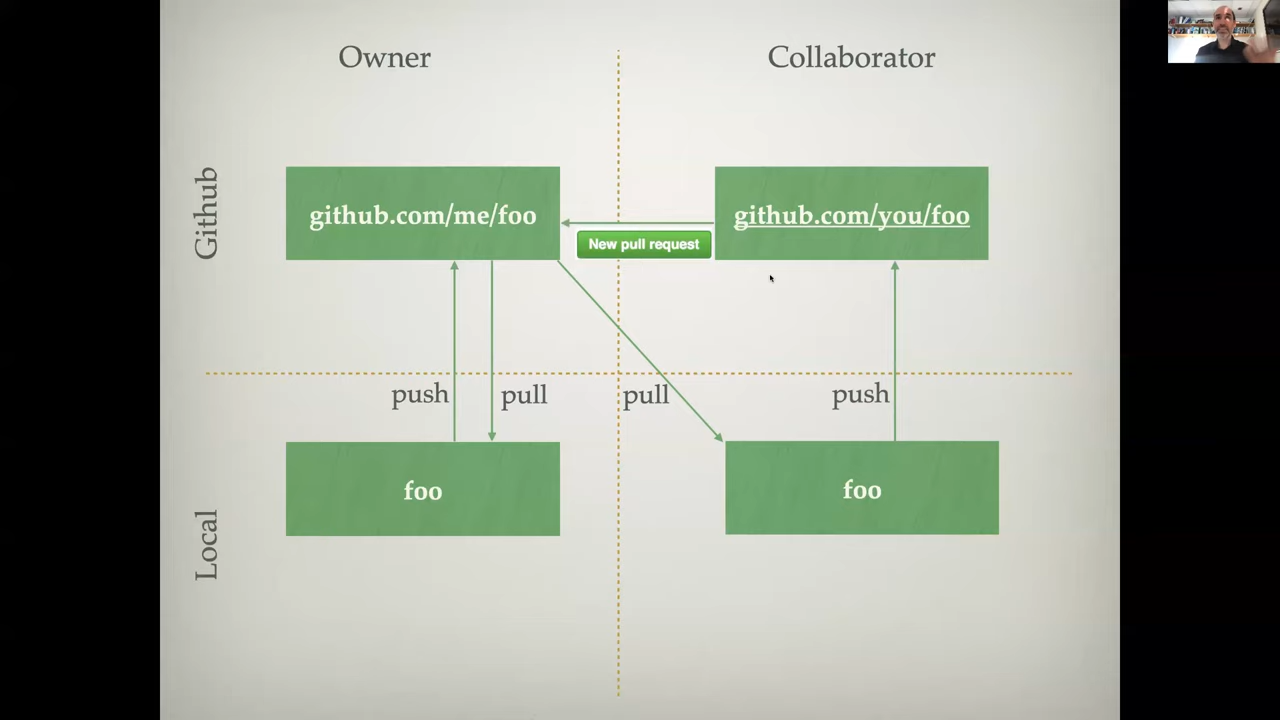 Owner
Collaborator
Github
github.com/me/foo
github.com/you/foo
New pull request
push
pull
pull
push
Local
foo
foo